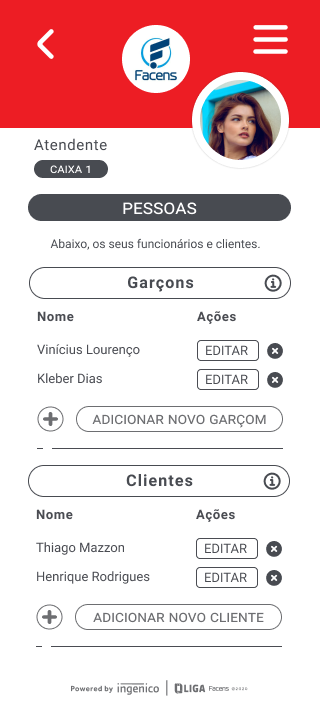 Facens
Atendente
CAIXA 1
PESSOAS
Abaixo, os seus funcionários e clientes.
Garçons
Nome Ações
Vinícius Lourenço EDITAR
Kleber Dias EDITAR
ADICIONAR NOVO GARÇOM
Clientes
Nome Ações
Thiago Mazzon EDITAR
Henrique Rodrigues EDITAR
ADICIONAR NOVO CLIENTE
Powered by ingenico | LIGA Facens